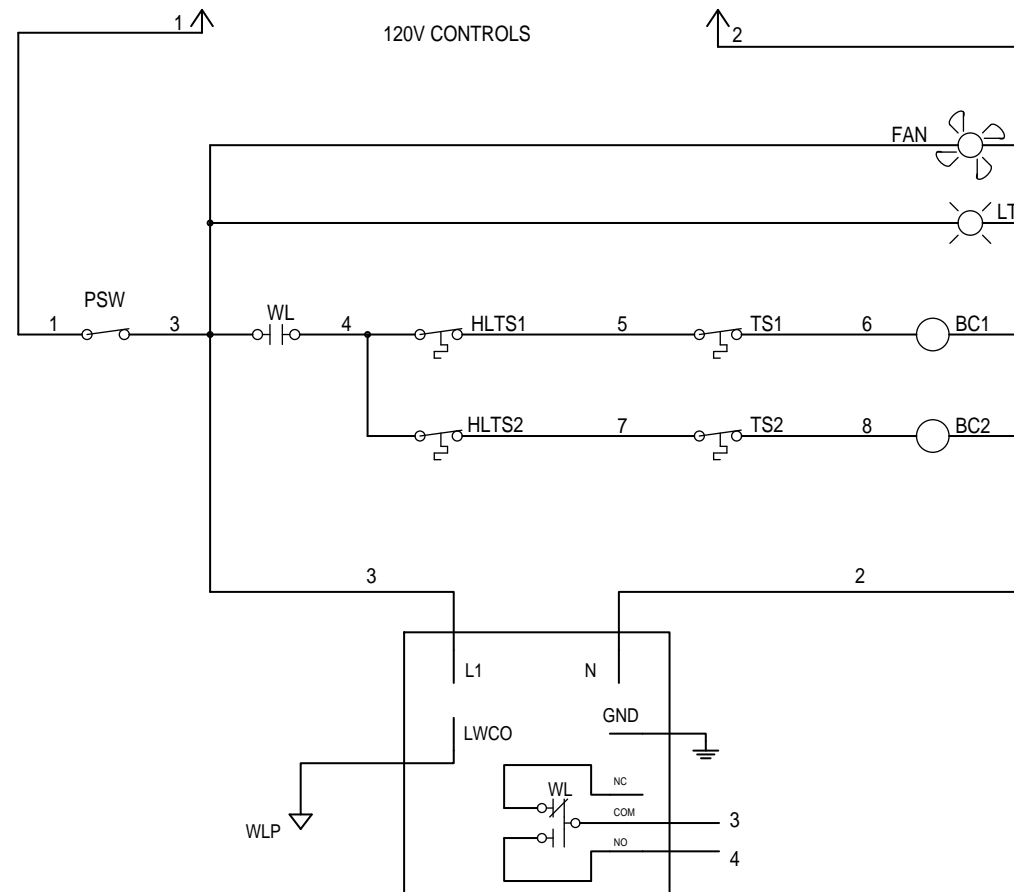 1
120V CONTROLS
2
FAN
LT
PSW
1
3
WL
4
HLTS1
5
TS1
6
BC1
HLTS2
7
TS2
8
BC2
3
2
L1
N
GND
LWCO
WLP
WL
NC
COM
3
NO
4